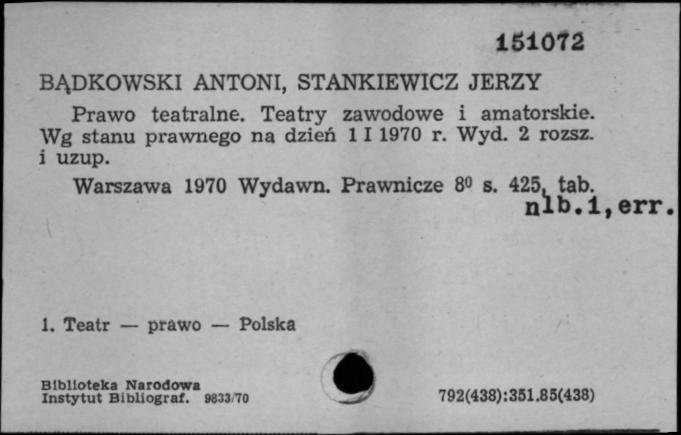 151072
BĄDKOWSKI ANTONI, STANKIEWICZ JERZY
Prawo teatralne. Teatry zawodowe i amatorskie.
Wg stanu prawnego na dzień 1 I 1970 r. Wyd. 2 rozsz.
i uzup.
Warszawa 1970 Wydawn. Prawnicze 8⁰ s. 425, tab.
nlb.1, err.
1. Teatr — prawo — Polska
Biblioteka Narodowa
Instytut Bibliograf. 9833/70
792(438):351.85(438)